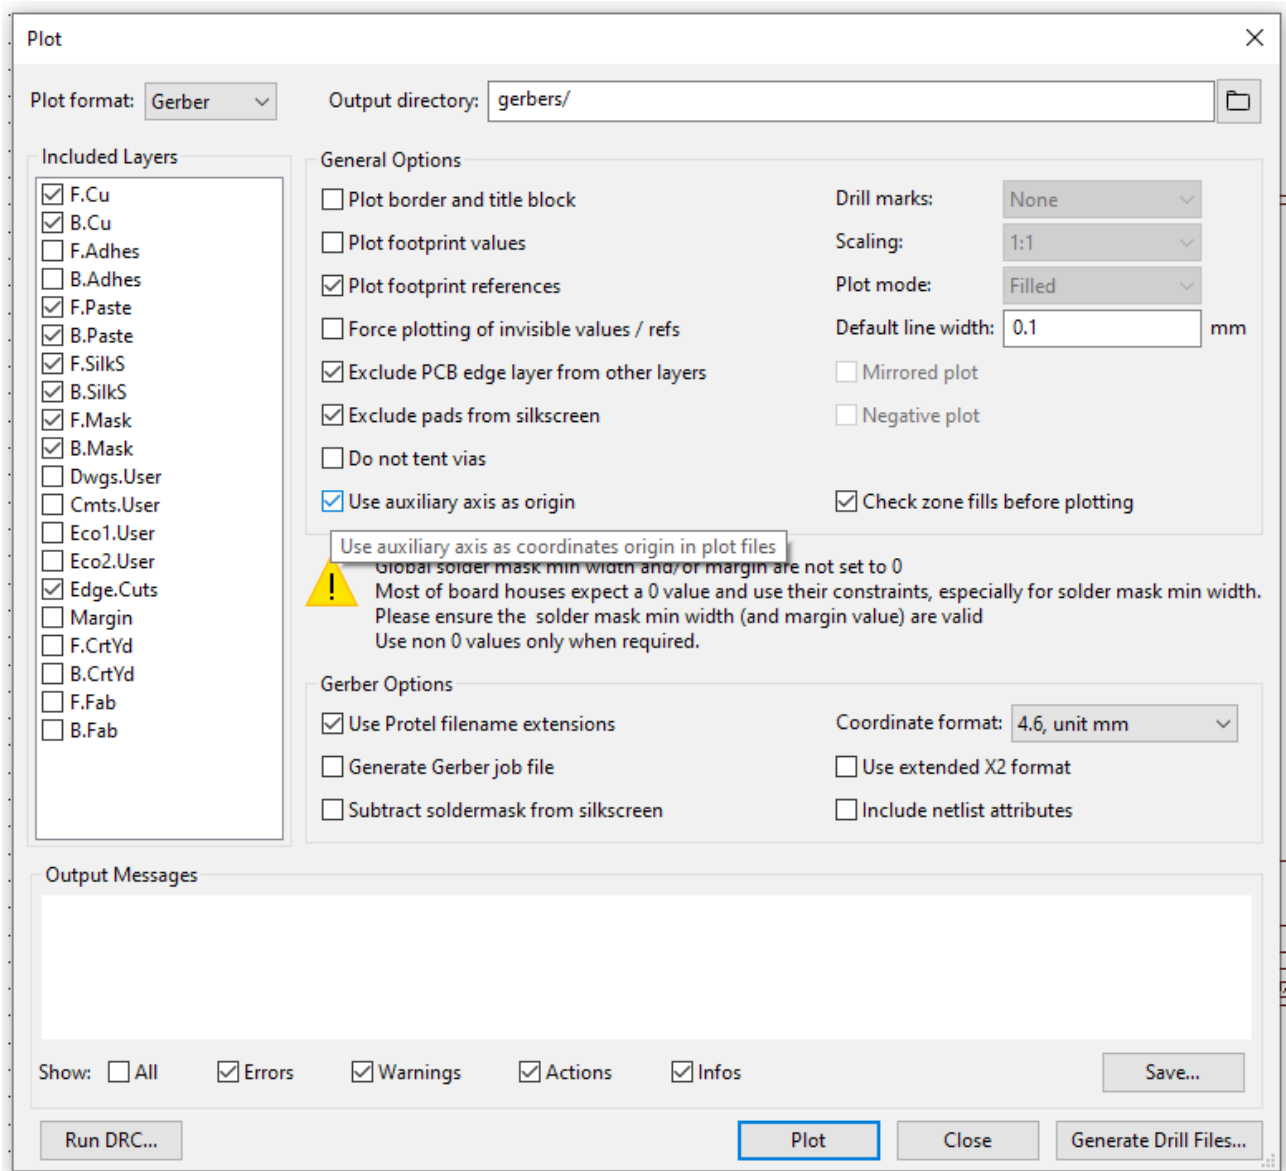 Plot
Plot format: Gerber
Output directory: gerbers/
Included Layers
F.Cu
B.Cu
F.Adhes
B.Adhes
F.Paste
B.Paste
F.SilkS
B.SilkS
F.Mask
B.Mask
Dwgs.User
Cmts.User
Eco1.User
Eco2.User
Edge.Cuts
Margin
F.CrtYd
B.CrtYd
F.Fab
B.Fab
General Options
Plot border and title block
Drill marks: None
Plot footprint values
Scaling: 1:1
Plot footprint references
Plot mode: Filled
Force plotting of invisible values / refs
Default line width: 0.1 mm
Exclude PCB edge layer from other layers
Mirrored plot
Exclude pads from silkscreen
Negative plot
Do not tent vias
Use auxiliary axis as origin
Check zone fills before plotting
Use auxiliary axis as coordinates origin in plot files
Global solder mask min width and/or margin are not set to 0
Most of board houses expect a 0 value and use their constraints, especially for solder mask min width.
Please ensure the solder mask min width (and margin value) are valid
Use non 0 values only when required.
Gerber Options
Use Protel filename extensions
Coordinate format: 4.6, unit mm
Generate Gerber job file
Use extended X2 format
Subtract soldermask from silkscreen
Include netlist attributes
Output Messages
Show: All Errors Warnings Actions Infos
Save...
Run DRC...
Plot
Close
Generate Drill Files...